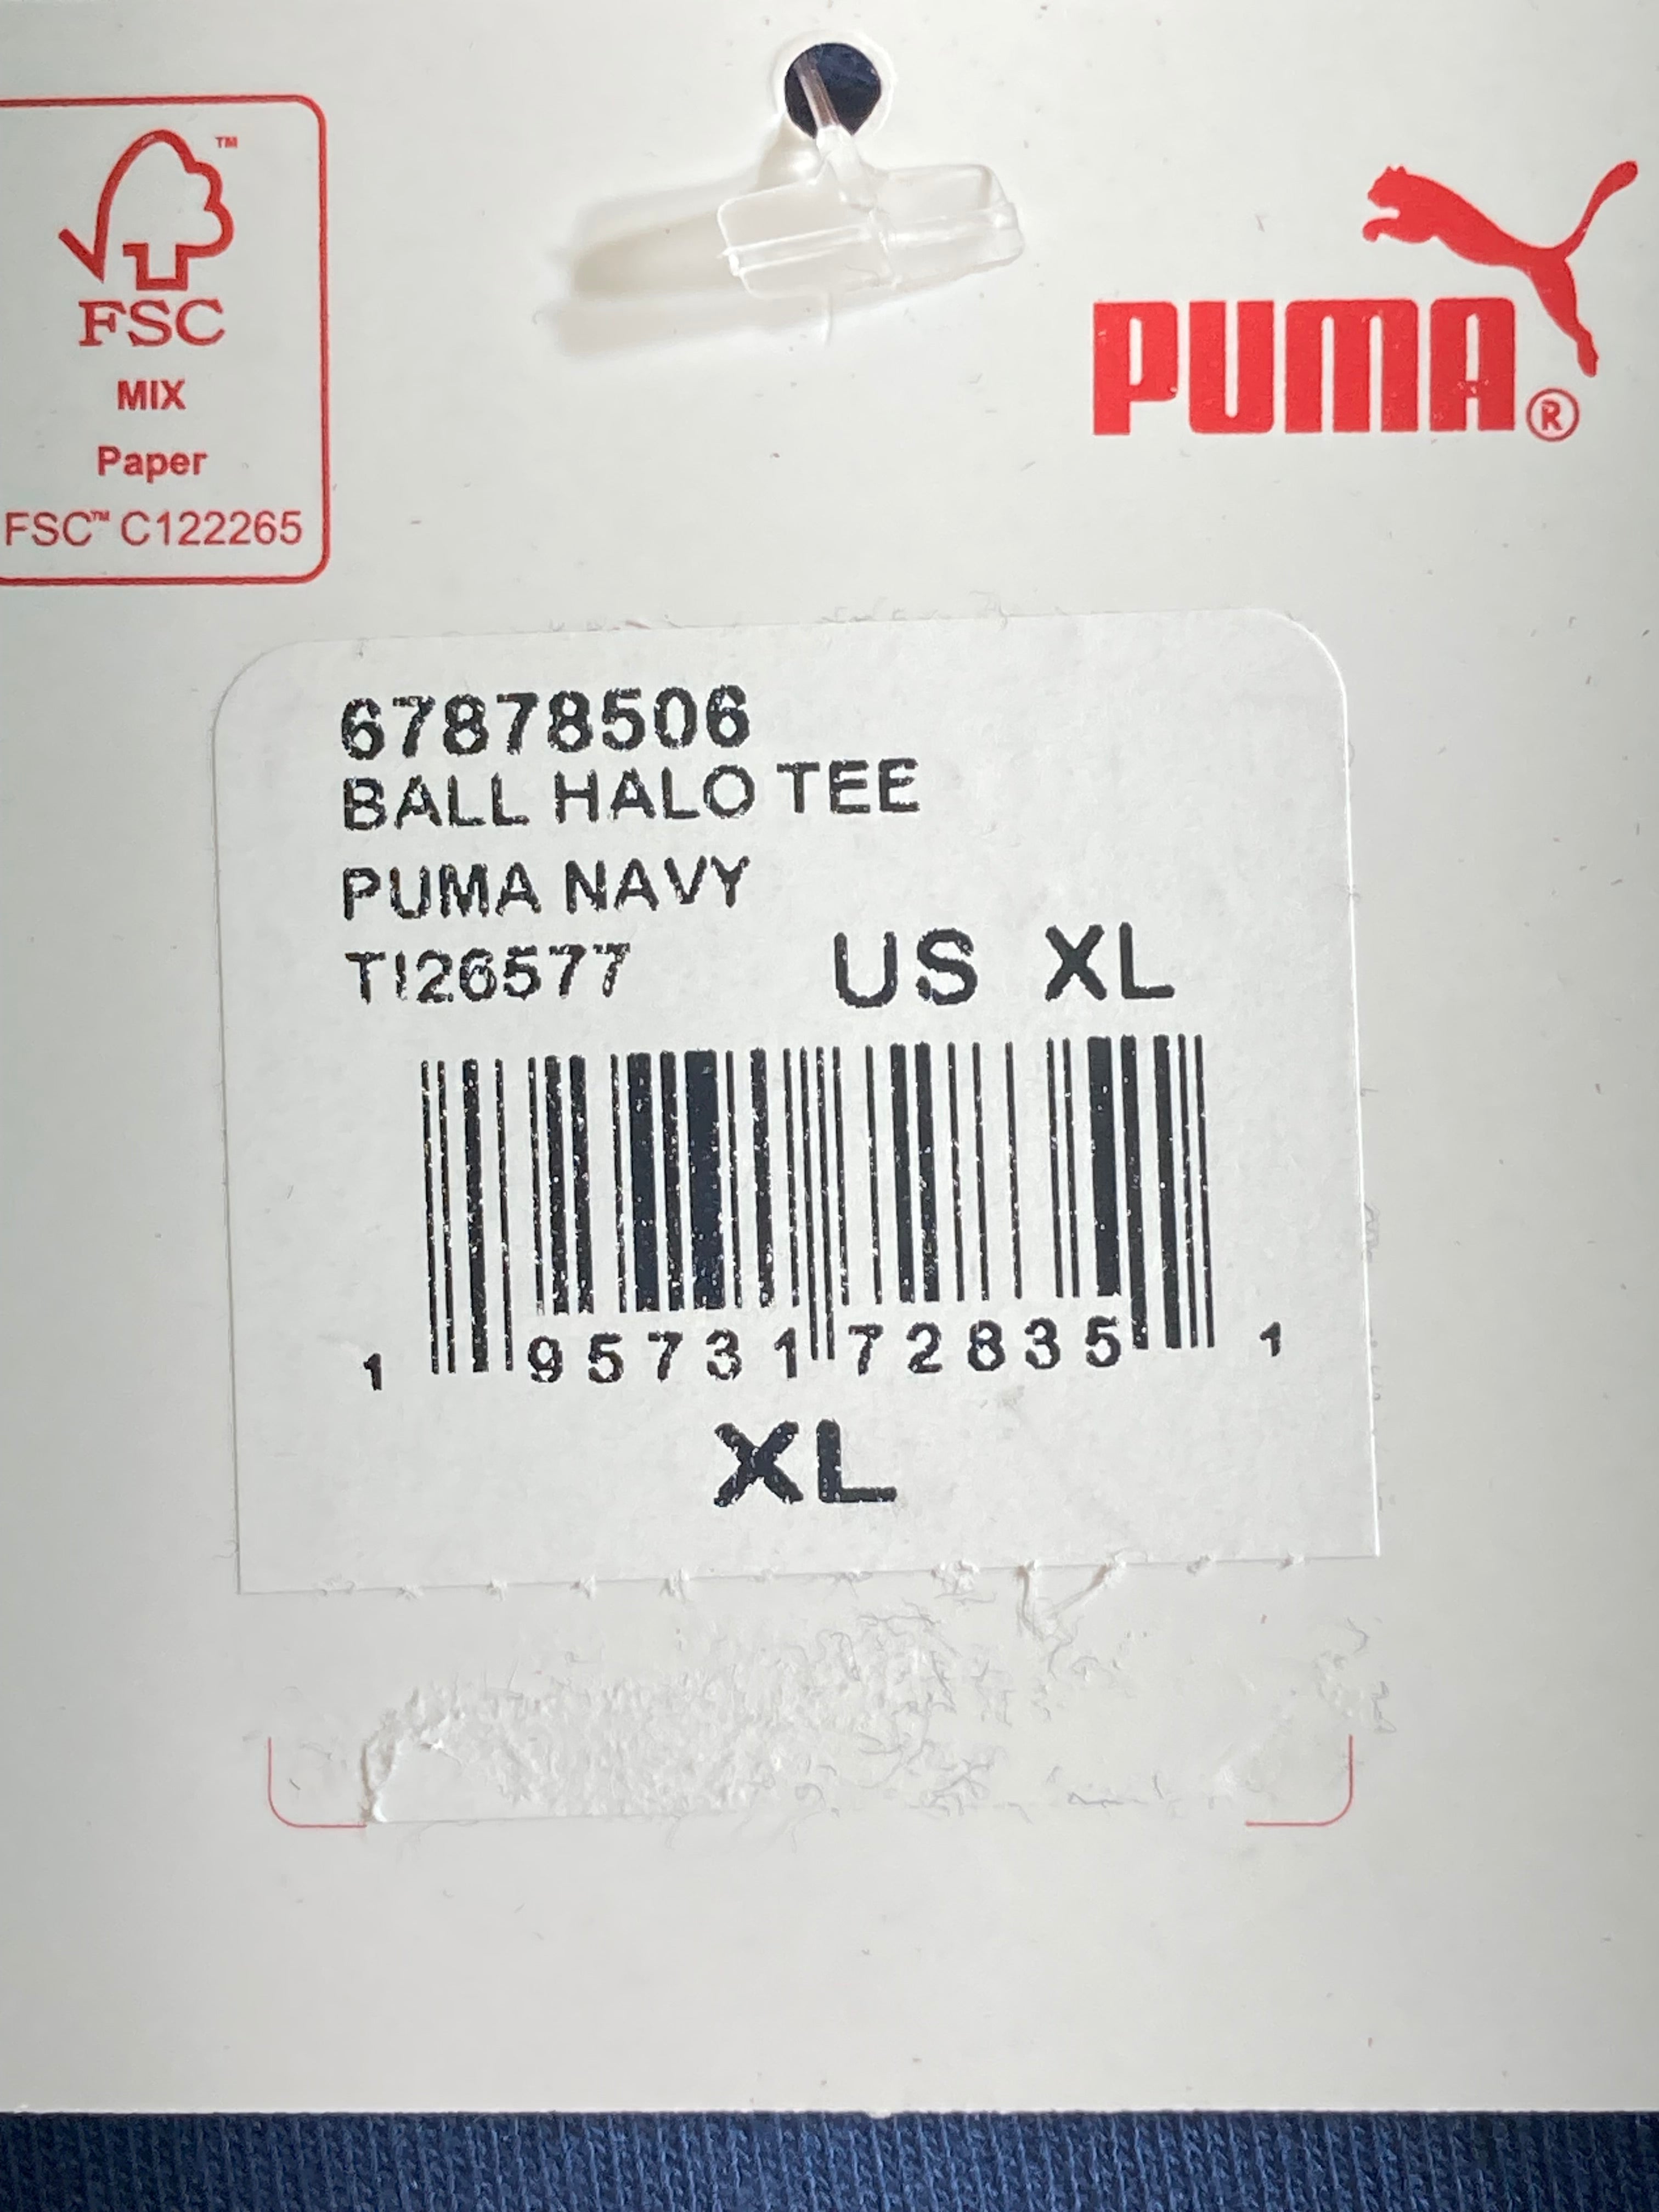 ™
FSC
MIX
Paper
FSC™ C122265
PUMA®
67878506
BALL HALO TEE
PUMA NAVY
TI26577 US XL
1 95731 72835 1
XL